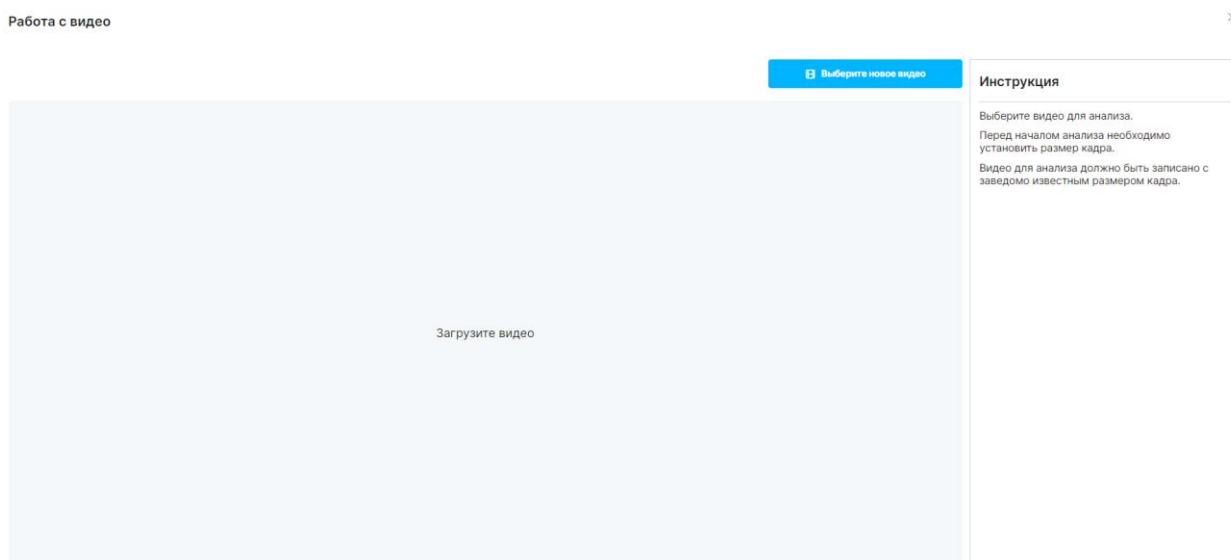 Работа с видео
Выберите новое видео
Инструкция
Выберите видео для анализа.
Перед началом анализа необходимо
установить размер кадра.
Видео для анализа должно быть записано с
заведомо известным размером кадра.
Загрузите видео